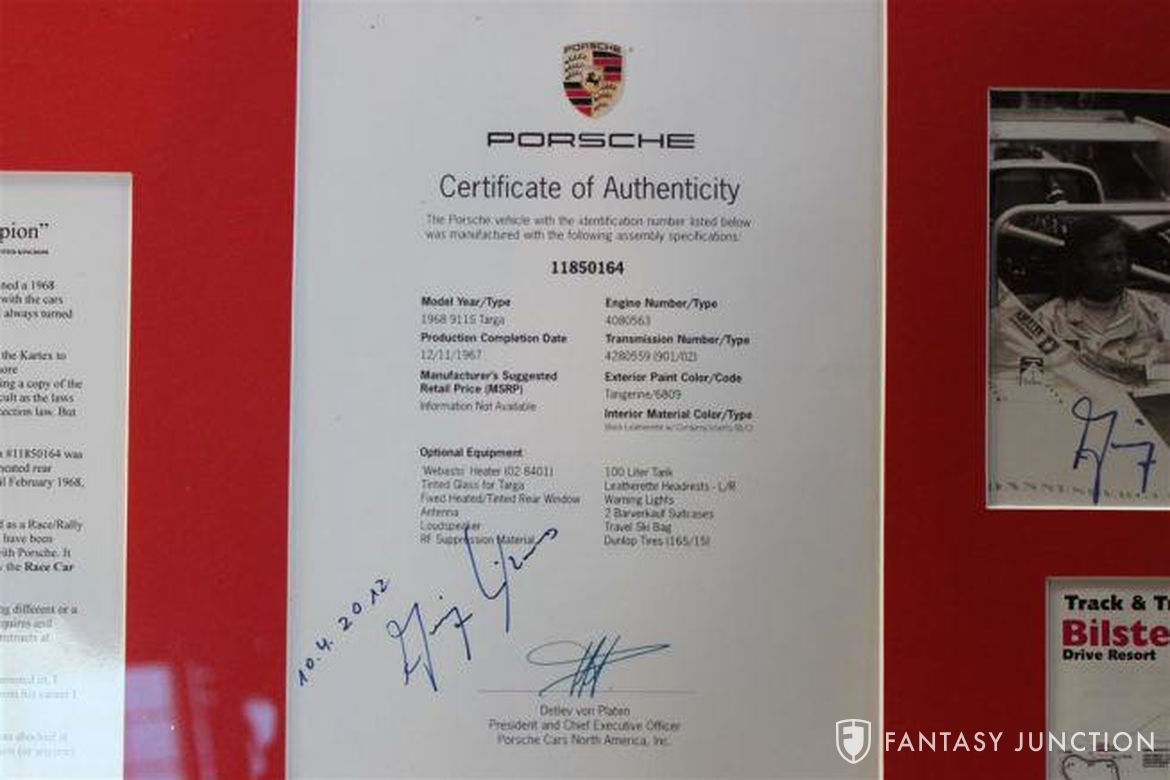 pion”
ned a 1968
with the cars
always turned
the Kartex to
ore
ing a copy of the
cult as the laws
ection law. But
#11850164 was
rear
il February 1968,
d as a Race/Rally
have been
with Porsche. It
the Race Car
ng different or a
PORSCHE
PORSCHE
Certificate of Authenticity
The Porsche vehicle with the identification number listed below
was manufactured with the following assembly specifications:
11850164
Model Year/Type
1968 911S Targa
Production Completion Date
12/11/1967
Manufacturer's Suggested
Retail Price (MSRP)
Information Not Available
Engine Number/Type
4080563
Transmission Number/Type
4280559 (901/02)
Exterior Paint Color/Code
Tangerine/6809
Interior Material Color/Type
Optional Equipment
'Webasto' Heater (02-8401)
Tinted Glass for Targa
Fixed Heated/Tinted Rear Window
Antenna
Loudspeaker
RF Suppression Material
100 Liter Tank
Leatherette Headrests - L/R
Warning Lights
2 Barverkauf Suitcases
Travel Ski Bag
Dunlop Tires (165/15)
10.4.2012
Detlev von Platen
President and Chief Executive Officer
Porsche Cars North America, Inc.
Track & T
Bilste
Drive Resort
FANTASY JUNCTION